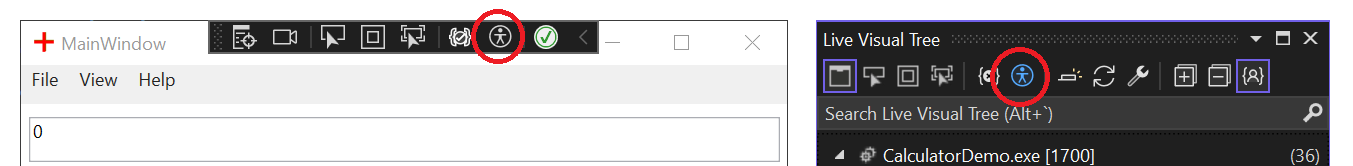 MainWindow
File View Help
0
Live Visual Tree
Search Live Visual Tree (Alt+`)
CalculatorDemo.exe [1700] (36)